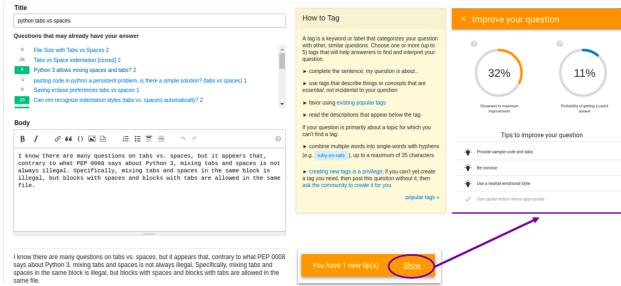 Title
python tabs vs spaces
Questions that may already have your answer
0 File Size with Tabs vs Spaces 2
26 Tabs vs Space indentation [closed] 2
5 Python 3 allows mixing spaces and tabs? 2
-1 pasting code in python a persistent problem, is there a simple solution? (tabs vs spaces) 1
0 Saving eclipse preferences tabs vs spaces 1
10 Can vim recognize indentation styles (tabs vs. spaces) automatically? 2
Body
B I
I know there are many questions on tabs vs. spaces, but it appears that,
contrary to what PEP 0008 says about Python 3, mixing tabs and spaces is not
always illegal. Specifically, mixing tabs and spaces in the same block is
illegal, but blocks with spaces and blocks with tabs are allowed in the same
file.
I know there are many questions on tabs vs. spaces, but it appears that, contrary to what PEP 0008
says about Python 3, mixing tabs and spaces is not always illegal. Specifically, mixing tabs and
spaces in the same block is illegal, but blocks with spaces and blocks with tabs are allowed in the
same file.
How to Tag
A tag is a keyword or label that categorizes your question
with other, similar questions. Choose one or more (up to
5) tags that will help answerers to find and interpret your
question.
► complete the sentence: my question is about...
► use tags that describe things or concepts that are
essential, not incidental to your question
► favor using existing popular tags
► read the descriptions that appear below the tag
If your question is primarily about a topic for which you
can't find a tag:
► combine multiple words into single-words with hyphens
(e.g. ruby-on-rails ), up to a maximum of 35 characters
► creating new tags is a privilege; if you can't yet create
a tag you need, then post this question without it, then
ask the community to create it for you
popular tags »
You have 1 new tip(s) Show
× Improve your question
32%
11%
Closeness to maximum
improvement
Probability of getting a useful
answer
Tips to improve your question
Provide sample code and data
Be concise
Use a neutral emotional style
Use capital letters where appropriate